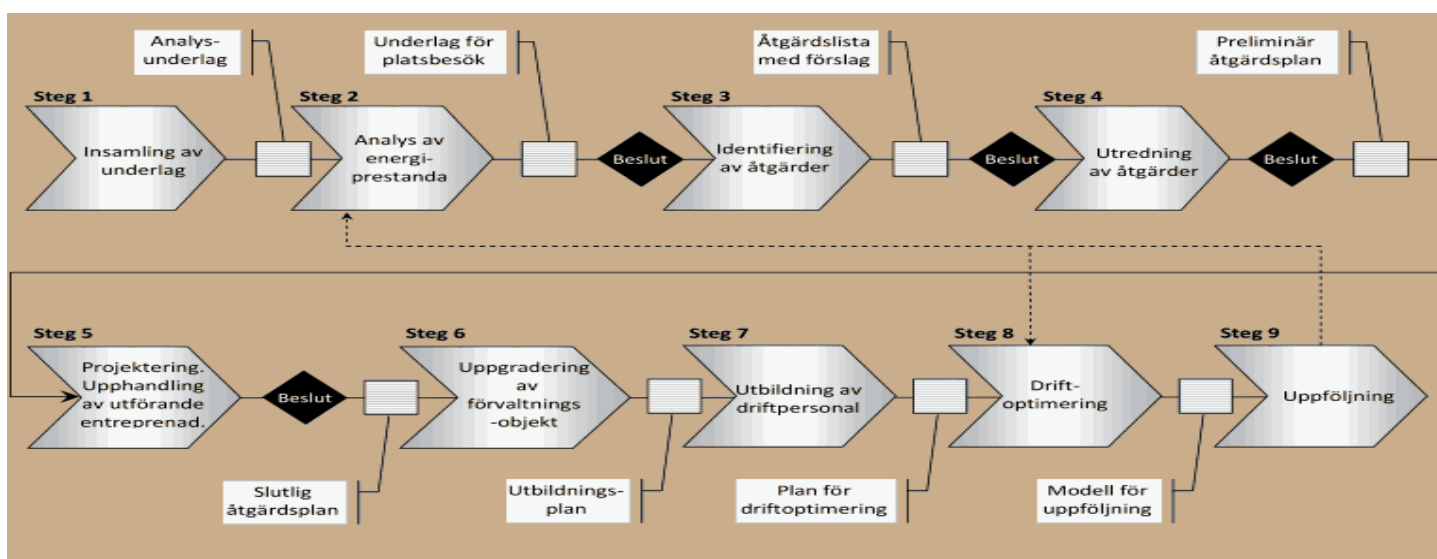 Analys-
underlag
Underlag för
platsbesök
Åtgärdslista
med förslag
Preliminär
åtgärdsplan
Steg 1
Steg 2
Steg 3
Steg 4
Insamling av
underlag
Analys av
energi-
prestanda
Beslut
Identifiering
av åtgärder
Beslut
Utredning
av åtgärder
Beslut
Steg 5
Steg 6
Steg 7
Steg 8
Steg 9
Projektering.
Upphandling
av utförande
entreprenad.
Beslut
Uppgradering
av
förvaltnings
-objekt
Utbildning av
driftpersonal
Drift-
optimering
Uppföljning
Slutlig
åtgärdsplan
Utbildnings-
plan
Plan för
driftoptimering
Modell för
uppföljning